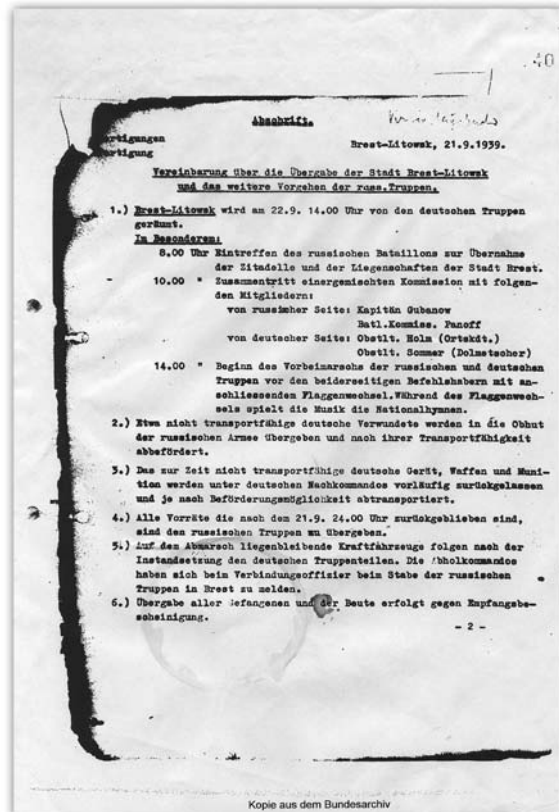 40
Abschrift.
rtigungen
rtigung
Brest-Litowsk, 21.9.1939.
Vereinbarung über die Übergabe der Stadt Brest-Litowsk
und das weitere Vorgehen der russ.Truppen.
1.) Brest-Litowsk wird am 22.9. 14.00 Uhr von den deutschen Truppen
geräumt.
Im Besonderen:
8.00 Uhr Eintreffen des russischen Bataillons zur Übernahme
der Zitadelle und der Liegenschaften der Stadt Brest.
10.00 " Zusammentritt einergemischten Kommission mit folgen-
den Mitgliedern:
von russischer Seite: Kapitän Gubanow
Batl.Kommiss. Panoff
von deutscher Seite: Obstlt. Holm (Ortskdt.)
Obstlt. Sommer (Dolmetscher)
14.00 " Beginn des Vorbeimarschs der russischen und deutschen
Truppen vor den beiderseitigen Befehlshabern mit an-
schliessendem Flaggenwechsel.Während des Flaggenwech-
sels spielt die Musik die Nationalhymnen.
2.) Etwa nicht transportfähige deutsche Verwundete werden in die Obhut
der russischen Armee übergeben und nach ihrer Transportfähigkeit
abbefördert.
3.) Das zur Zeit nicht transportfähige deutsche Gerät, Waffen und Muni-
tion werden unter deutschen Nachkommandos vorläufig zurückgelassen
und je nach Beförderungsmöglichkeit abtransportiert.
4.) Alle Vorräte die nach dem 21.9. 24.00 Uhr zurückgeblieben sind,
sind den russischen Truppen zu übergeben.
5.) Auf dem Abmarsch liegenbleibende Kraftfahrzeuge folgen nach der
Instandsetzung den deutschen Truppenteilen. Die Abholkommandos
haben sich beim Verbindungsoffizier beim Stabe der russischen
Truppen in Brest zu melden.
6.) Übergabe aller Gefangenen und der Beute erfolgt gegen Empfangsbe-
scheinigung.
- 2 -
Kopie aus dem Bundesarchiv